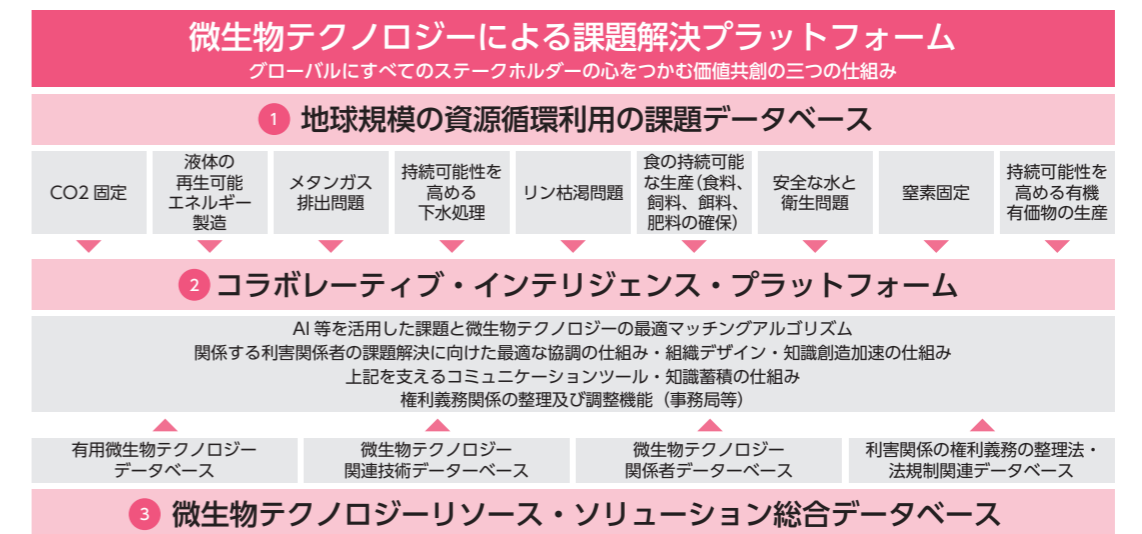 微生物テクノロジーによる課題解決プラットフォーム
グローバルにすべてのステークホルダーの心をつかむ価値共創の三つの仕組み
1 地球規模の資源循環利用の課題データベース
CO2 固定
液体の
再生可能
エネルギー
製造
メタンガス
排出問題
持続可能性を
高める
下水処理
リン枯渇問題
食の持続可能
な生産(食料、
飼料、餌料、
肥料の確保)
安全な水と
衛生問題
窒素固定
持続可能性を
高める有機
有価物の生産
2 コラボレーティブ・インテリジェンス・プラットフォーム
AI 等を活用した課題と微生物テクノロジーの最適マッチングアルゴリズム
関係する利害関係者の課題解決に向けた最適な協調の仕組み・組織デザイン・知識創造加速の仕組み
上記を支えるコミュニケーションツール・知識蓄積の仕組み
権利義務関係の整理及び調整機能（事務局等）
有用微生物テクノロジー
データベース
微生物テクノロジー
関連技術データーベース
微生物テクノロジー
関係者データーベース
利害関係の権利義務の整理法・
法規制関連データベース
3 微生物テクノロジーリソース・ソリューション総合データベース